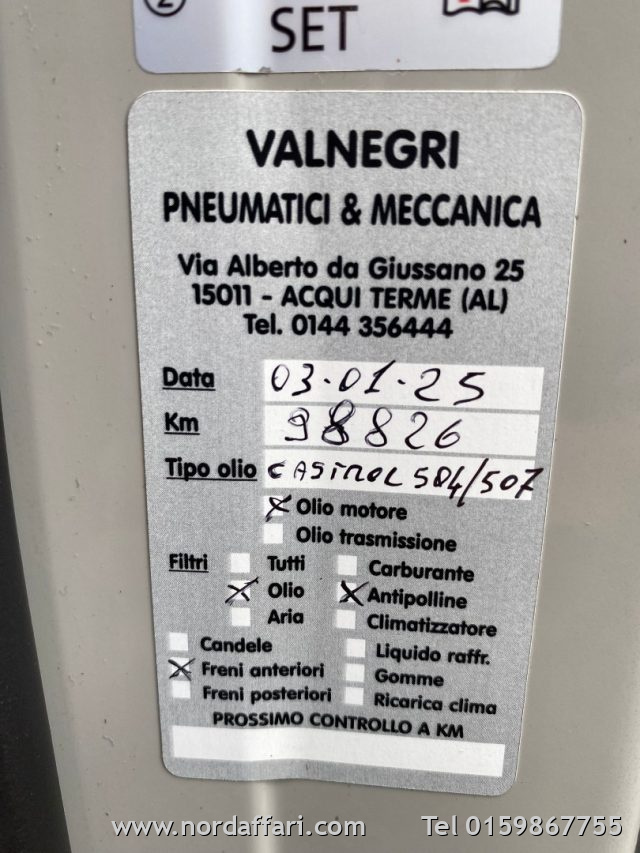 2
SET
VALNEGRI
PNEUMATICI & MECCANICA
Via Alberto da Giussano 25
15011 - ACQUI TERME (AL)
Tel. 0144 356444
Data 03-01-25
Km 98826
Tipo olio CASTROL 504/507
Olio motore
Olio trasmissione
Filtri Tutti Carburante
Olio Antipolline
Aria Climatizzatore
Candele Liquido raffr.
Freni anteriori Gomme
Freni posteriori Ricarica clima
PROSSIMO CONTROLLO A KM
www.nordaffari.com Tel 0159867755